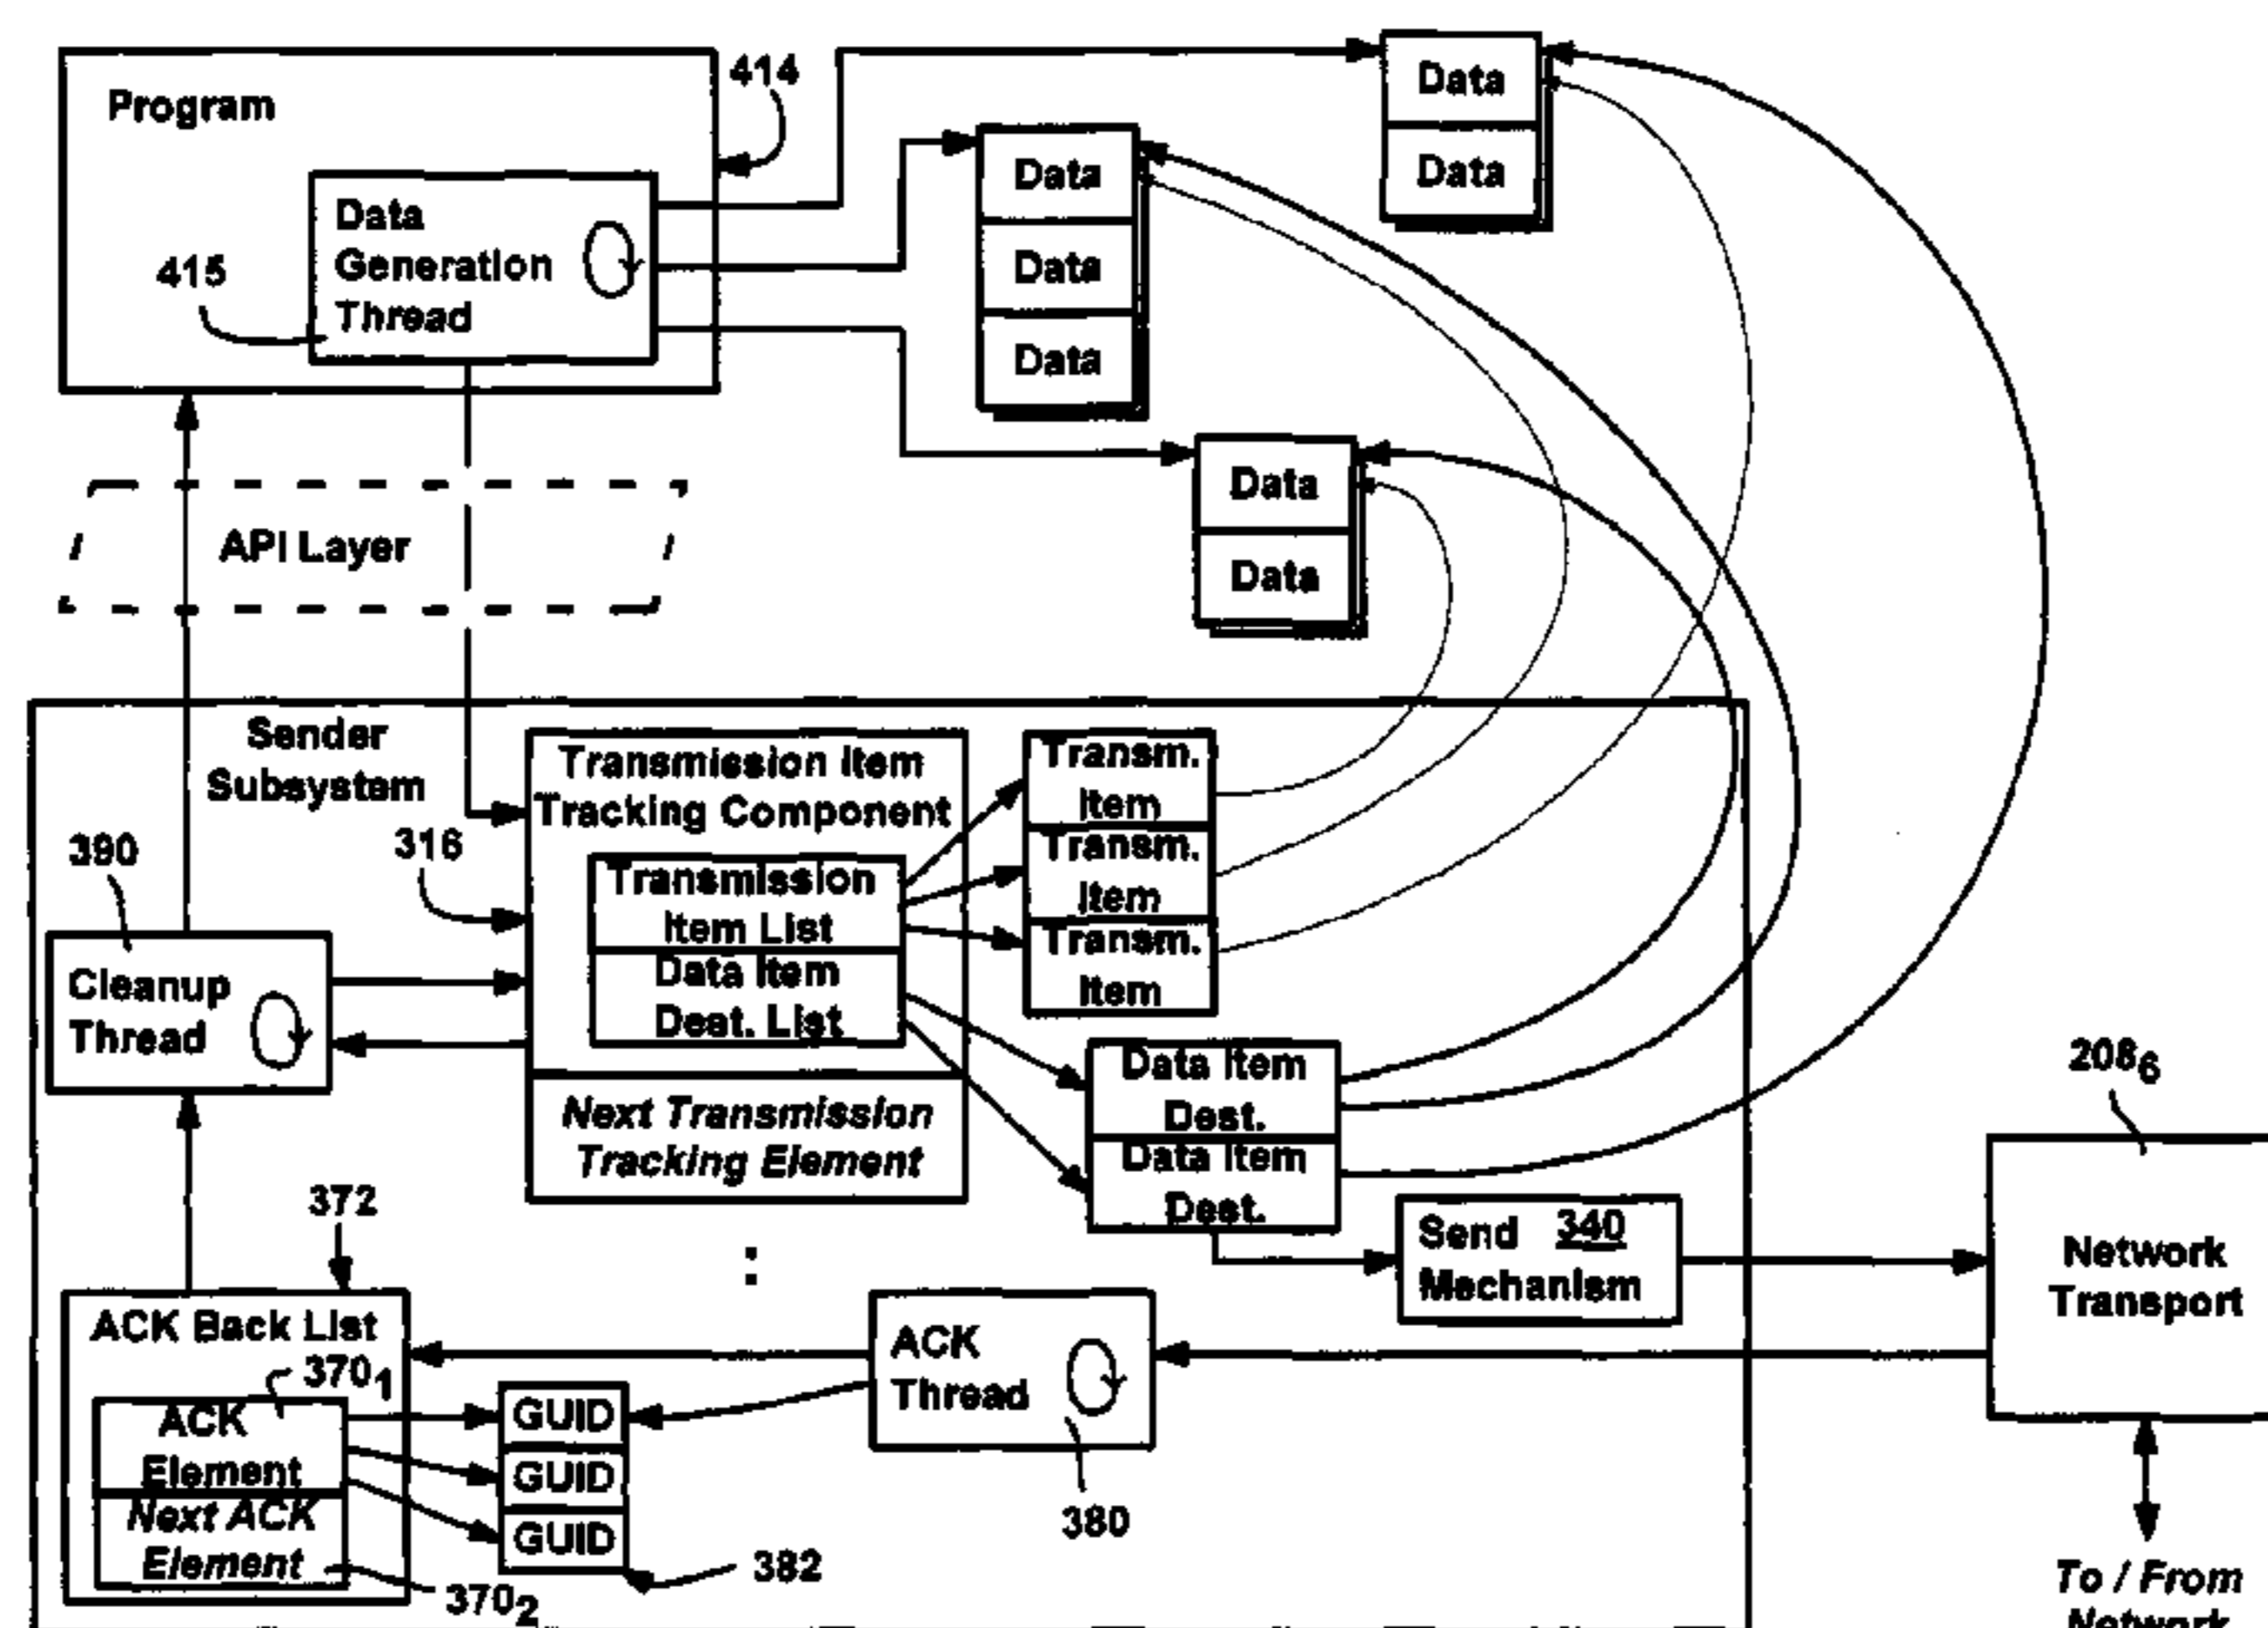 414
Program
Data
Generation
Thread
415
Data
Data
Data
Data
Data
Data
Data
API Layer
Sender
Subsystem
Transmission Item
Tracking Component
316
390
Transmission
Item List
Data Item
Dest. List
Transm.
Item
Transm.
Item
Transm.
Item
Cleanup
Thread
Next Transmission
Tracking Element
Data Item
Dest.
Data Item
Dest.
208₆
372
:
Send 340
Mechanism
Network
Transport
ACK Back List
370₁
ACK
Element
Next ACK
Element
370₂
GUID
GUID
GUID
382
ACK
Thread
380
To / From
Network